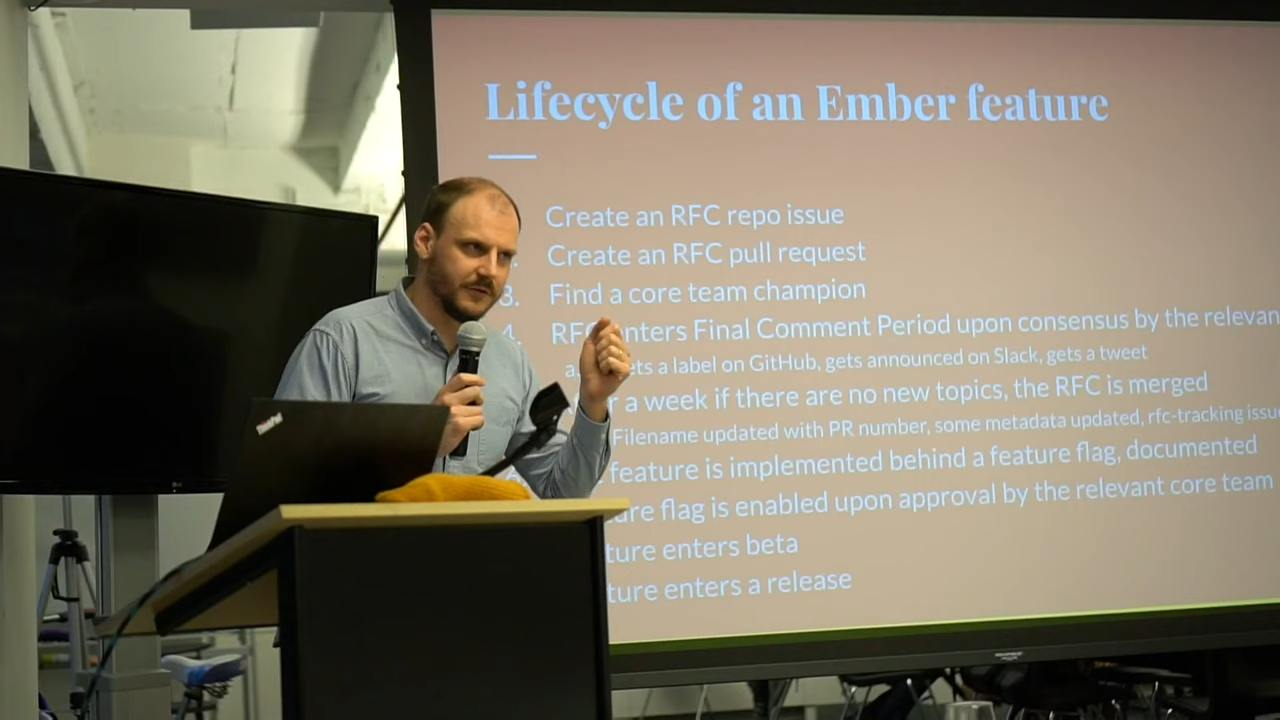 Lifecycle of an Ember feature
Create an RFC repo issue
Create an RFC pull request
3. Find a core team champion
4. RFC enters Final Comment Period upon consensus by the relevan
a. ets a label on GitHub, gets announced on Slack, gets a tweet
r a week if there are no new topics, the RFC is merged
Filename updated with PR number, some metadata updated, rfc-tracking issu
feature is implemented behind a feature flag, documented
ure flag is enabled upon approval by the relevant core team
ture enters beta
ture enters a release
ThinkPad
LG